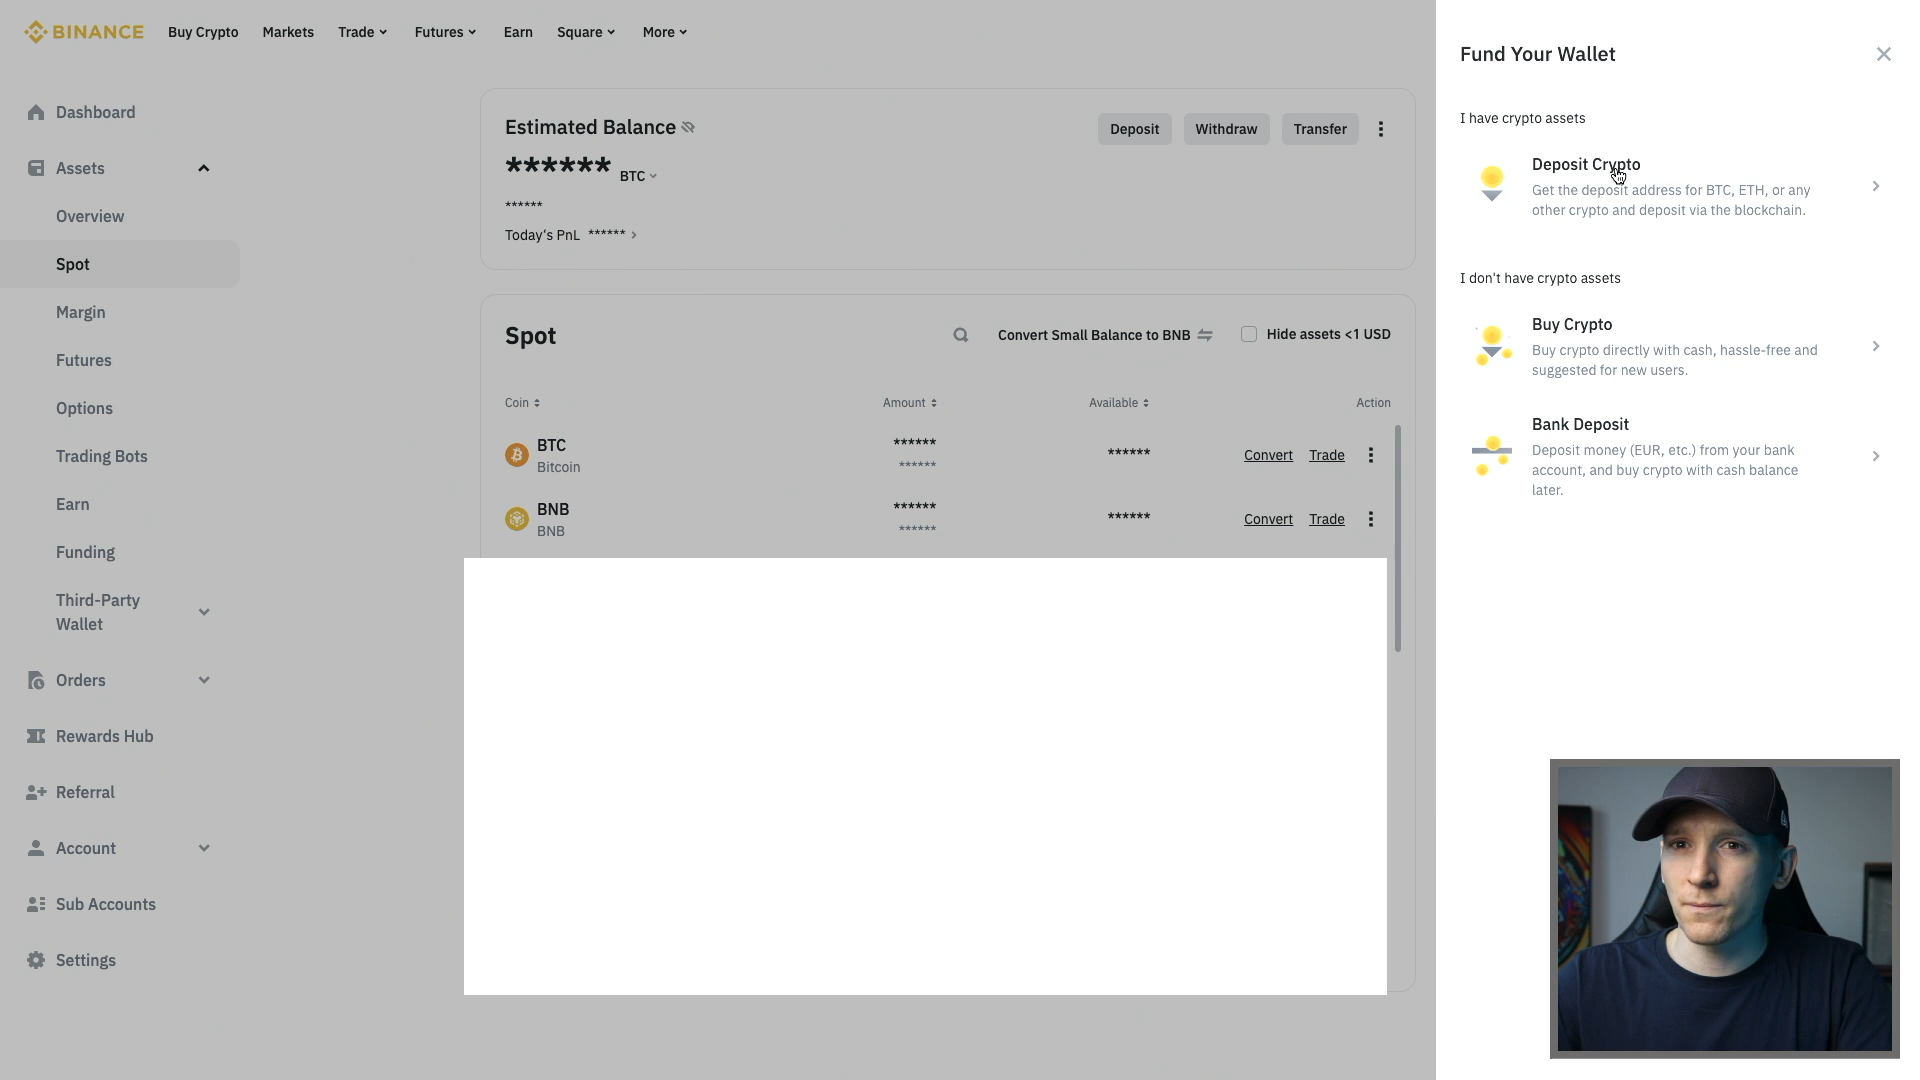 BINANCE
Buy Crypto
Markets
Trade
Futures
Earn
Square
More
Dashboard
Assets
Overview
Spot
Margin
Futures
Options
Trading Bots
Earn
Funding
Third-Party
Wallet
Orders
Rewards Hub
Referral
Account
Sub Accounts
Settings
Estimated Balance
Deposit
Withdraw
Transfer
****** BTC
******
Today's PnL ******
Spot
Convert Small Balance to BNB
Hide assets <1 USD
Coin
Amount
Available
Action
BTC
Bitcoin
******
******
******
Convert
Trade
BNB
BNB
******
******
******
Convert
Trade
Fund Your Wallet
I have crypto assets
Deposit Crypto
Get the deposit address for BTC, ETH, or any
other crypto and deposit via the blockchain.
I don't have crypto assets
Buy Crypto
Buy crypto directly with cash, hassle-free and
suggested for new users.
Bank Deposit
Deposit money (EUR, etc.) from your bank
account, and buy crypto with cash balance
later.